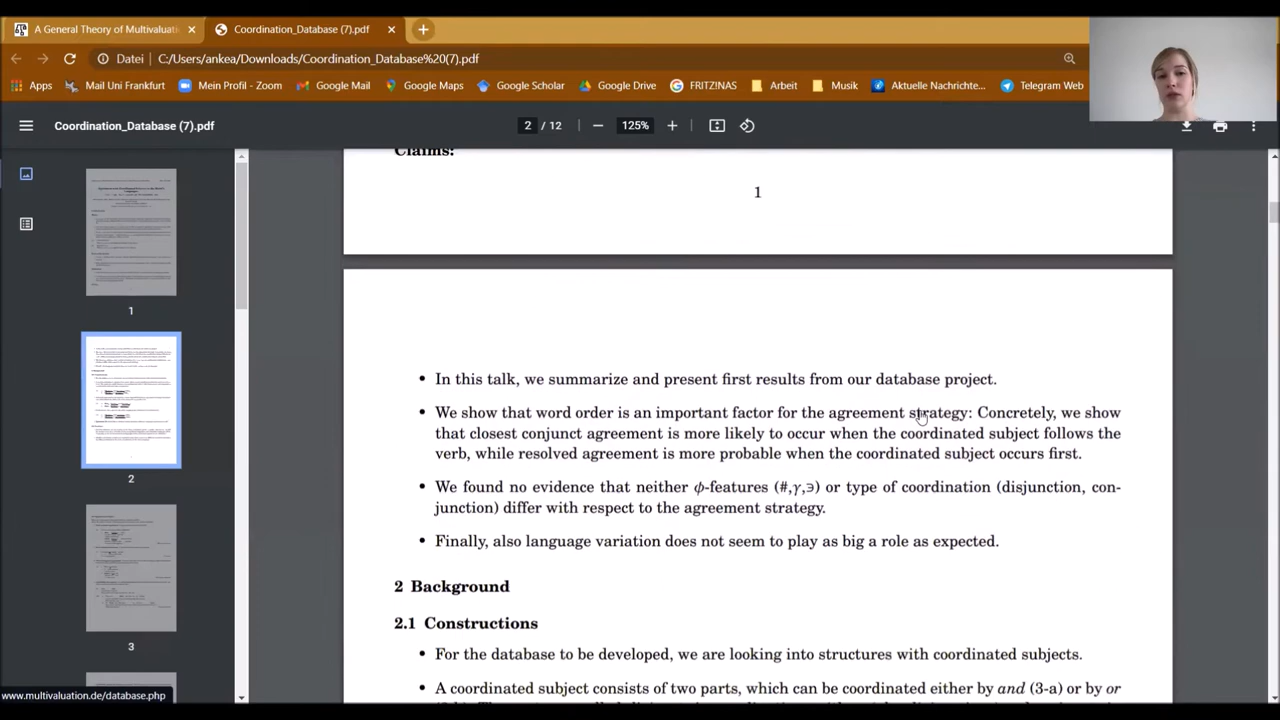 A General Theory of Multivaluati
Coordination_Database (7).pdf
Datei
C:/Users/ankea/Downloads/Coordination_Database%20(7).pdf
Apps
Mail Uni Frankfurt
Mein Profil - Zoom
Google Mail
Google Maps
Google Scholar
Google Drive
FRITZ!NAS
Arbeit
Musik
Aktuelle Nachrichte...
Telegram Web
Coordination_Database (7).pdf
2 / 12
125%
Claims:
1
• In this talk, we summarize and present first results from our database project.
• We show that word order is an important factor for the agreement strategy: Concretely, we show
that closest conjunct agreement is more likely to occur when the coordinated subject follows the
verb, while resolved agreement is more probable when the coordinated subject occurs first.
• We found no evidence that neither ϕ-features (#,γ,϶) or type of coordination (disjunction, con-
junction) differ with respect to the agreement strategy.
• Finally, also language variation does not seem to play as big a role as expected.
2 Background
2.1 Constructions
• For the database to be developed, we are looking into structures with coordinated subjects.
• A coordinated subject consists of two parts, which can be coordinated either by and (3-a) or by or
1
2
3
www.multivaluation.de/database.php